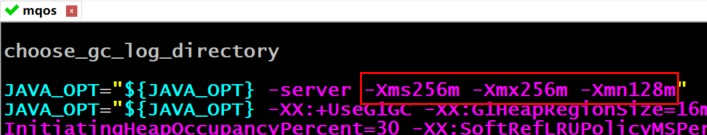 mqos
choose_gc_log_directory
JAVA_OPT="${JAVA_OPT} -server -Xms256m -Xmx256m -Xmn128m"
JAVA_OPT="${JAVA_OPT} -XX:+UseG1GC -XX:G1HeapRegionSize=16m
InitiatingHeapOccupancyPercent=30 -XX:SoftRefLRUPolicyMSPer